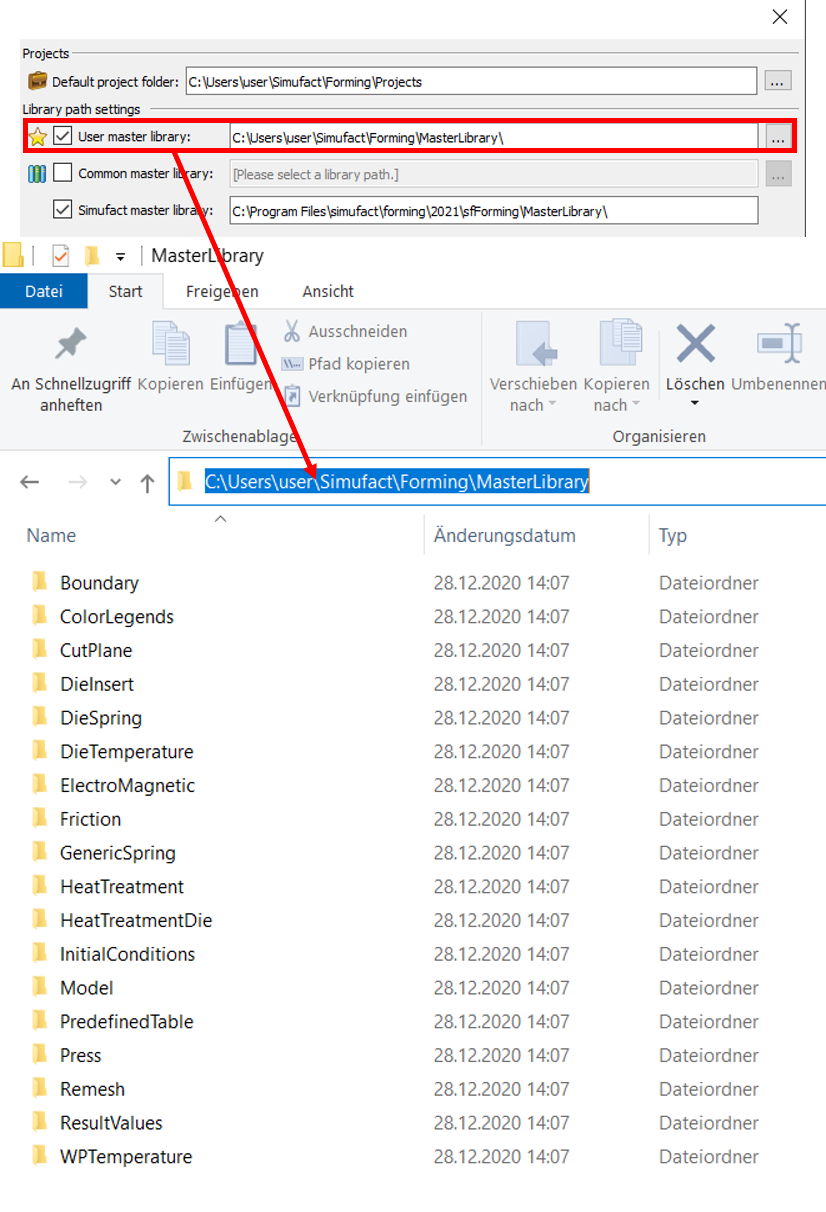 Projects
Default project folder: C:\Users\user\Simufact\Forming\Projects ...
Library path settings
User master library: C:\Users\user\Simufact\Forming\MasterLibrary\ ...
Common master library: [Please select a library path.] ...
Simufact master library: C:\Program Files\simufact\forming\2021\sfForming\MasterLibrary\
MasterLibrary
Datei Start Freigeben Ansicht
An Schnellzugriff anheften
Kopieren
Einfügen
Ausschneiden
Pfad kopieren
Verknüpfung einfügen
Verschieben nach
Kopieren nach
Löschen
Umbenennen
Zwischenablage
Organisieren
C:\Users\user\Simufact\Forming\MasterLibrary
Name Änderungsdatum Typ
Boundary 28.12.2020 14:07 Dateiordner
ColorLegends 28.12.2020 14:07 Dateiordner
CutPlane 28.12.2020 14:07 Dateiordner
DieInsert 28.12.2020 14:07 Dateiordner
DieSpring 28.12.2020 14:07 Dateiordner
DieTemperature 28.12.2020 14:07 Dateiordner
ElectroMagnetic 28.12.2020 14:07 Dateiordner
Friction 28.12.2020 14:07 Dateiordner
GenericSpring 28.12.2020 14:07 Dateiordner
HeatTreatment 28.12.2020 14:07 Dateiordner
HeatTreatmentDie 28.12.2020 14:07 Dateiordner
InitialConditions 28.12.2020 14:07 Dateiordner
Model 28.12.2020 14:07 Dateiordner
PredefinedTable 28.12.2020 14:07 Dateiordner
Press 28.12.2020 14:07 Dateiordner
Remesh 28.12.2020 14:07 Dateiordner
ResultValues 28.12.2020 14:07 Dateiordner
WPTemperature 28.12.2020 14:07 Dateiordner